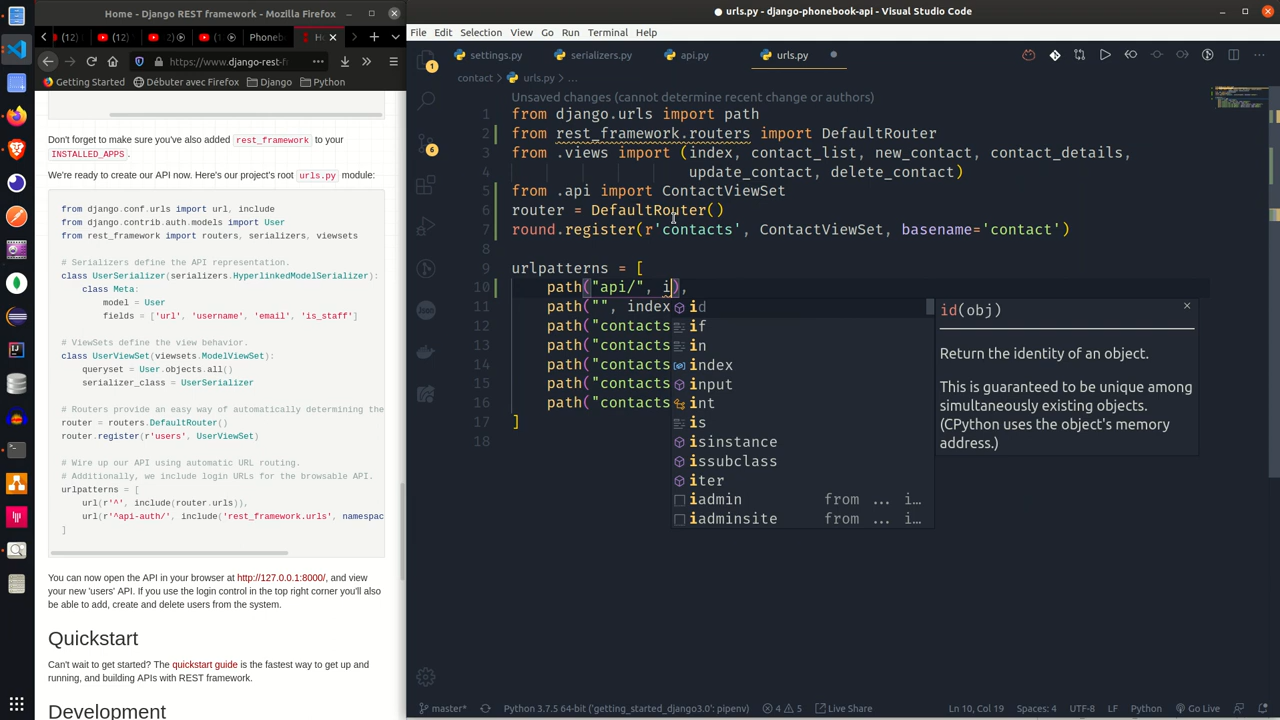 Home - Django REST framework - Mozilla Firefox
(12)
(12)
(
(1
Phoneb
H
https://www.django-rest-f
Getting Started
Débuter avec Firefox
Django
Python
Don't forget to make sure you've also added rest_framework to your
INSTALLED_APPS.
We're ready to create our API now. Here's our project's root urls.py module:
from django.conf.urls import url, include
from django.contrib.auth.models import User
from rest_framework import routers, serializers, viewsets
# Serializers define the API representation.
class UserSerializer(serializers.HyperlinkedModelSerializer):
class Meta:
model = User
fields = ['url', 'username', 'email', 'is_staff']
# ViewSets define the view behavior.
class UserViewSet(viewsets.ModelViewSet):
queryset = User.objects.all()
serializer_class = UserSerializer
# Routers provide an easy way of automatically determining the
router = routers.DefaultRouter()
router.register(r'users', UserViewSet)
# Wire up our API using automatic URL routing.
# Additionally, we include login URLs for the browsable API.
urlpatterns = [
url(r'^', include(router.urls)),
url(r'^api-auth/', include('rest_framework.urls', namespac
]
You can now open the API in your browser at http://127.0.0.1:8000/, and view
your new 'users' API. If you use the login control in the top right corner you'll also
be able to add, create and delete users from the system.
Quickstart
Can't wait to get started? The quickstart guide is the fastest way to get up and
running, and building APIs with REST framework.
Development
● urls.py - django-phonebook-api - Visual Studio Code
File Edit Selection View Go Run Terminal Help
settings.py
serializers.py
api.py
urls.py
contact > urls.py > ...
1
6
Unsaved changes (cannot determine recent change or authors)
1 from django.urls import path
2 from rest_framework.routers import DefaultRouter
3 from .views import (index, contact_list, new_contact, contact_details,
4 update_contact, delete_contact)
5 from .api import ContactViewSet
6 router = DefaultRouter()
7 round.register(r'contacts', ContactViewSet, basename='contact')
8
9 urlpatterns = [
10 path("api/", i),
11 path("", index
12 path("contacts
13 path("contacts
14 path("contacts
15 path("contacts
16 path("contacts
17 ]
18
id
if
in
index
input
int
is
isinstance
issubclass
iter
iadmin from ... i…
iadminsite from ... i…
id(obj)
Return the identity of an object.
This is guaranteed to be unique among
simultaneously existing objects.
(CPython uses the object's memory
address.)
master*
Python 3.7.5 64-bit ('getting_started_django3.0': pipenv)
4
5
Live Share
Ln 10, Col 19
Spaces: 4
UTF-8
LF
Python
Go Live